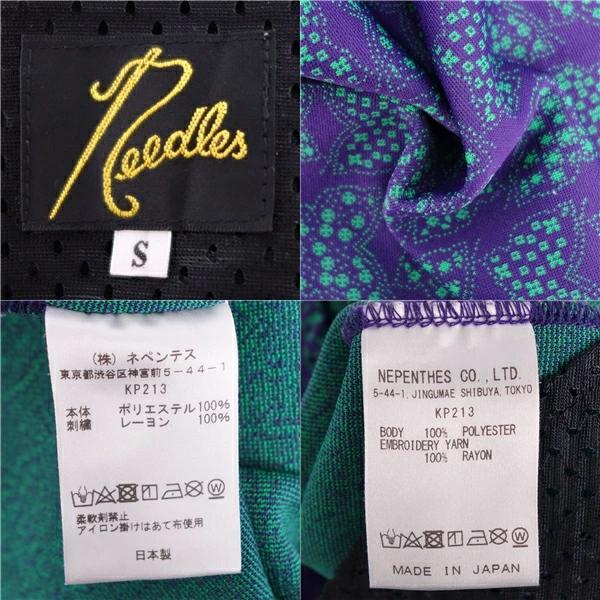 Needles
S
(株) ネペンテス
東京都渋谷区神宮前5-44-1
KP213
本体 ポリエステル100%
刺繍 レーヨン100%
柔軟剤禁止
アイロン掛けはあて布使用
日本製
NEPENTHES CO., LTD.
5-44-1, JINGUMAE SHIBUYA, TOKYO
KP213
BODY 100% POLYESTER
EMBROIDERY YARN
100% RAYON
MADE IN JAPAN